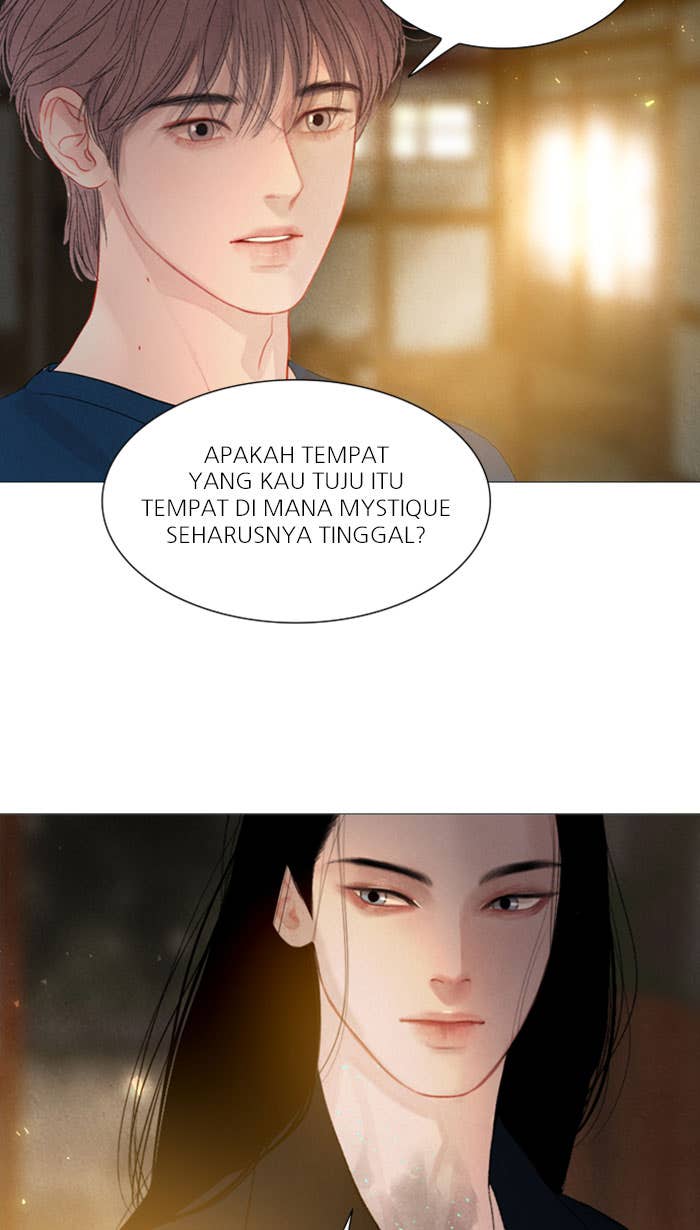 APAKAH TEMPAT
YANG KAU TUJU ITU
TEMPAT DI MANA MYSTIQUE
SEHARUSNYA TINGGAL?